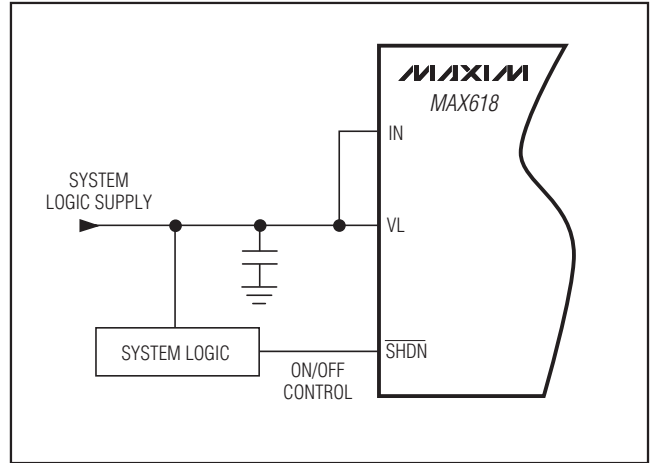 MAXIM
MAX618
IN
SYSTEM
LOGIC SUPPLY
VL
SYSTEM LOGIC
SHDN
ON/OFF
CONTROL